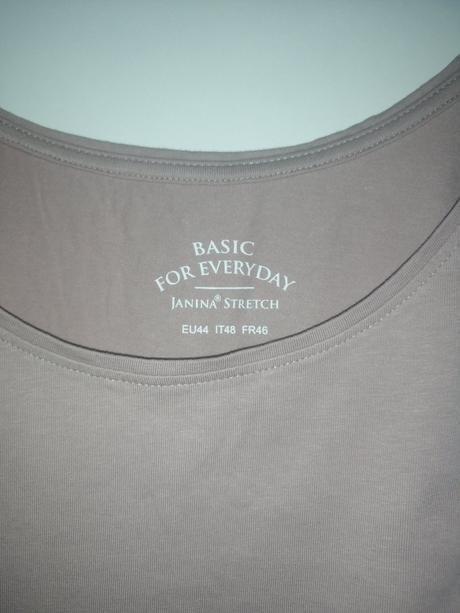 BASIC
FOR EVERYDAY
JANINA® STRETCH
EU44 IT48 FR46